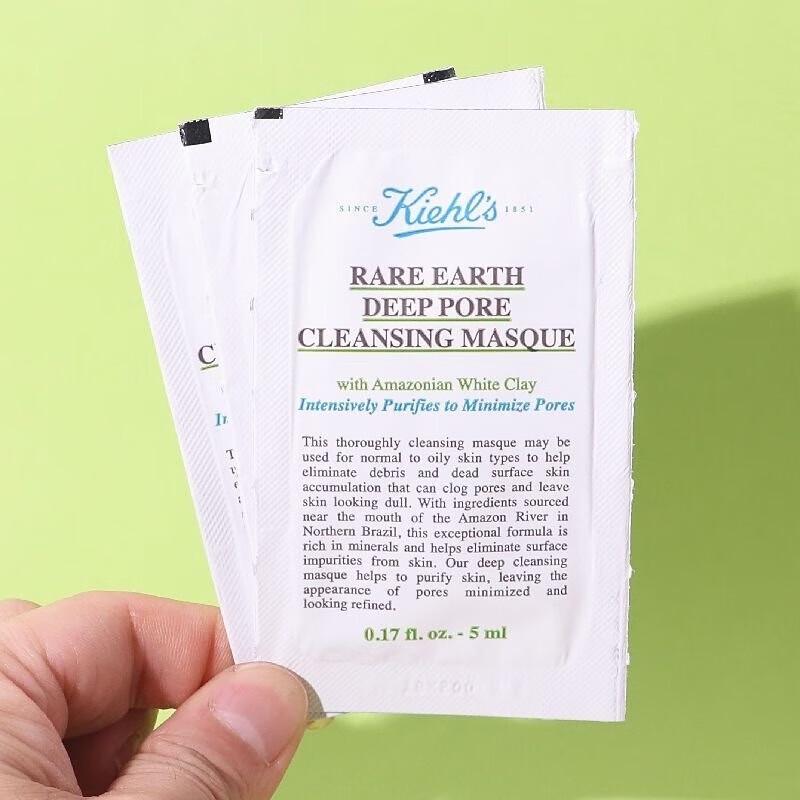 SINCE Kiehl's 1851
RARE EARTH
DEEP PORE
CLEANSING MASQUE
with Amazonian White Clay
Intensively Purifies to Minimize Pores
This thoroughly cleansing masque may be
used for normal to oily skin types to help
eliminate debris and dead surface skin
accumulation that can clog pores and leave
skin looking dull. With ingredients sourced
near the mouth of the Amazon River in
Northern Brazil, this exceptional formula is
rich in minerals and helps eliminate surface
impurities from skin. Our deep cleansing
masque helps to purify skin, leaving the
appearance of pores minimized and
looking refined.
0.17 fl. oz. - 5 ml